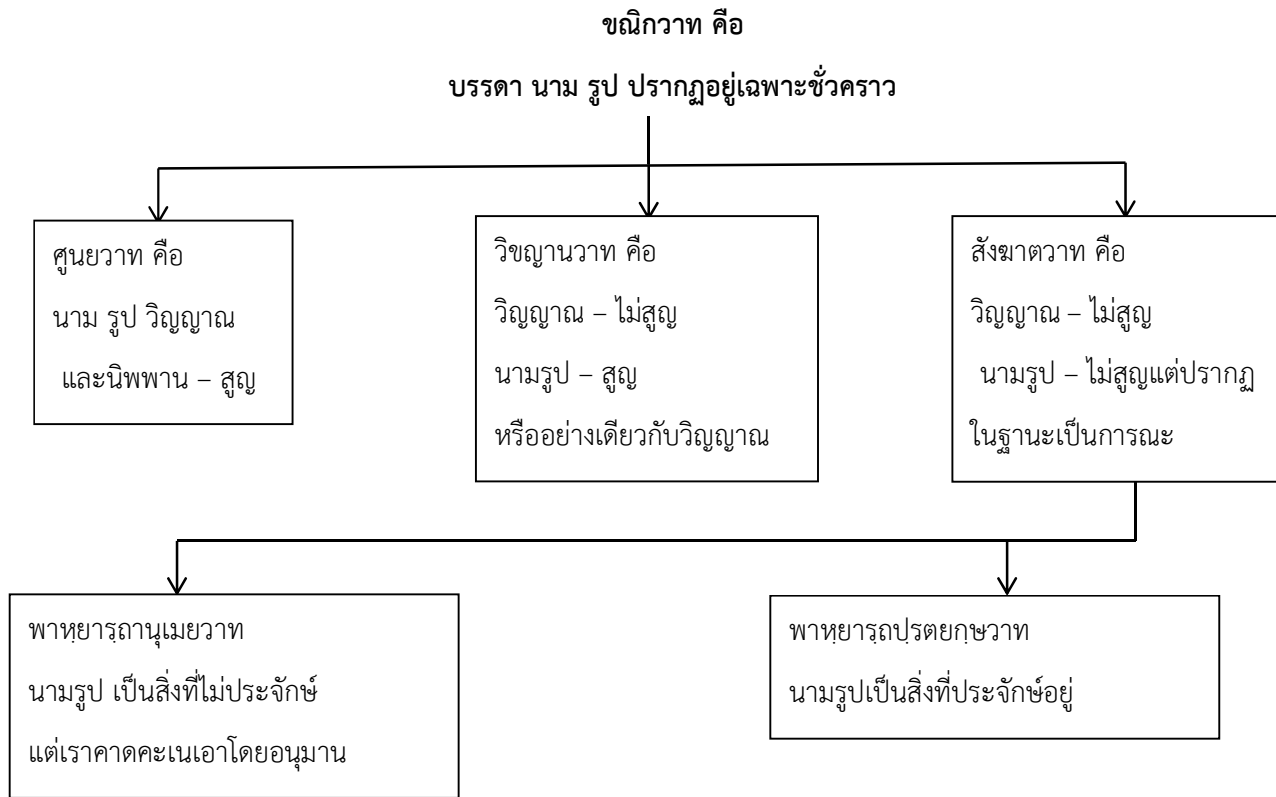 ขณิกวาท คือ
บรรดา นาม รูป ปรากฏอยู่เฉพาะชั่วคราว
ศูนยวาท คือ
นาม รูป วิญญาณ
และนิพพาน – สูญ
วิขญานวาท คือ
วิญญาณ – ไม่สูญ
นามรูป – สูญ
หรืออย่างเดียวกับวิญญาณ
สังฆาตวาท คือ
วิญญาณ – ไม่สูญ
นามรูป – ไม่สูญแต่ปรากฏ
ในฐานะเป็นการณะ
พาหฺยารฺถานุเมยวาท
นามรูป เป็นสิ่งที่ไม่ประจักษ์
แต่เราคาดคะเนเอาโดยอนุมาน
พาหฺยารฺถปฺรตยกฺษวาท
นามรูปเป็นสิ่งที่ประจักษ์อยู่